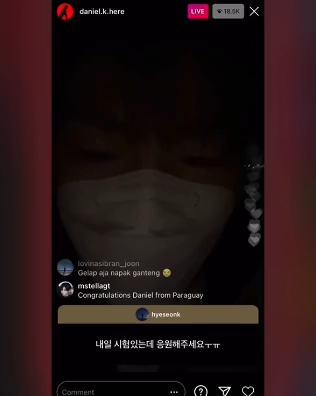 daniel.k.here
LIVE
18.5K
lovinasibran_joon
Gelap aja napak ganteng 🥺
mstellagt
Congratulations Daniel from Paraguay
hyeseonk
내일 시험있는데 응원해주세요ㅜㅠ
Comment